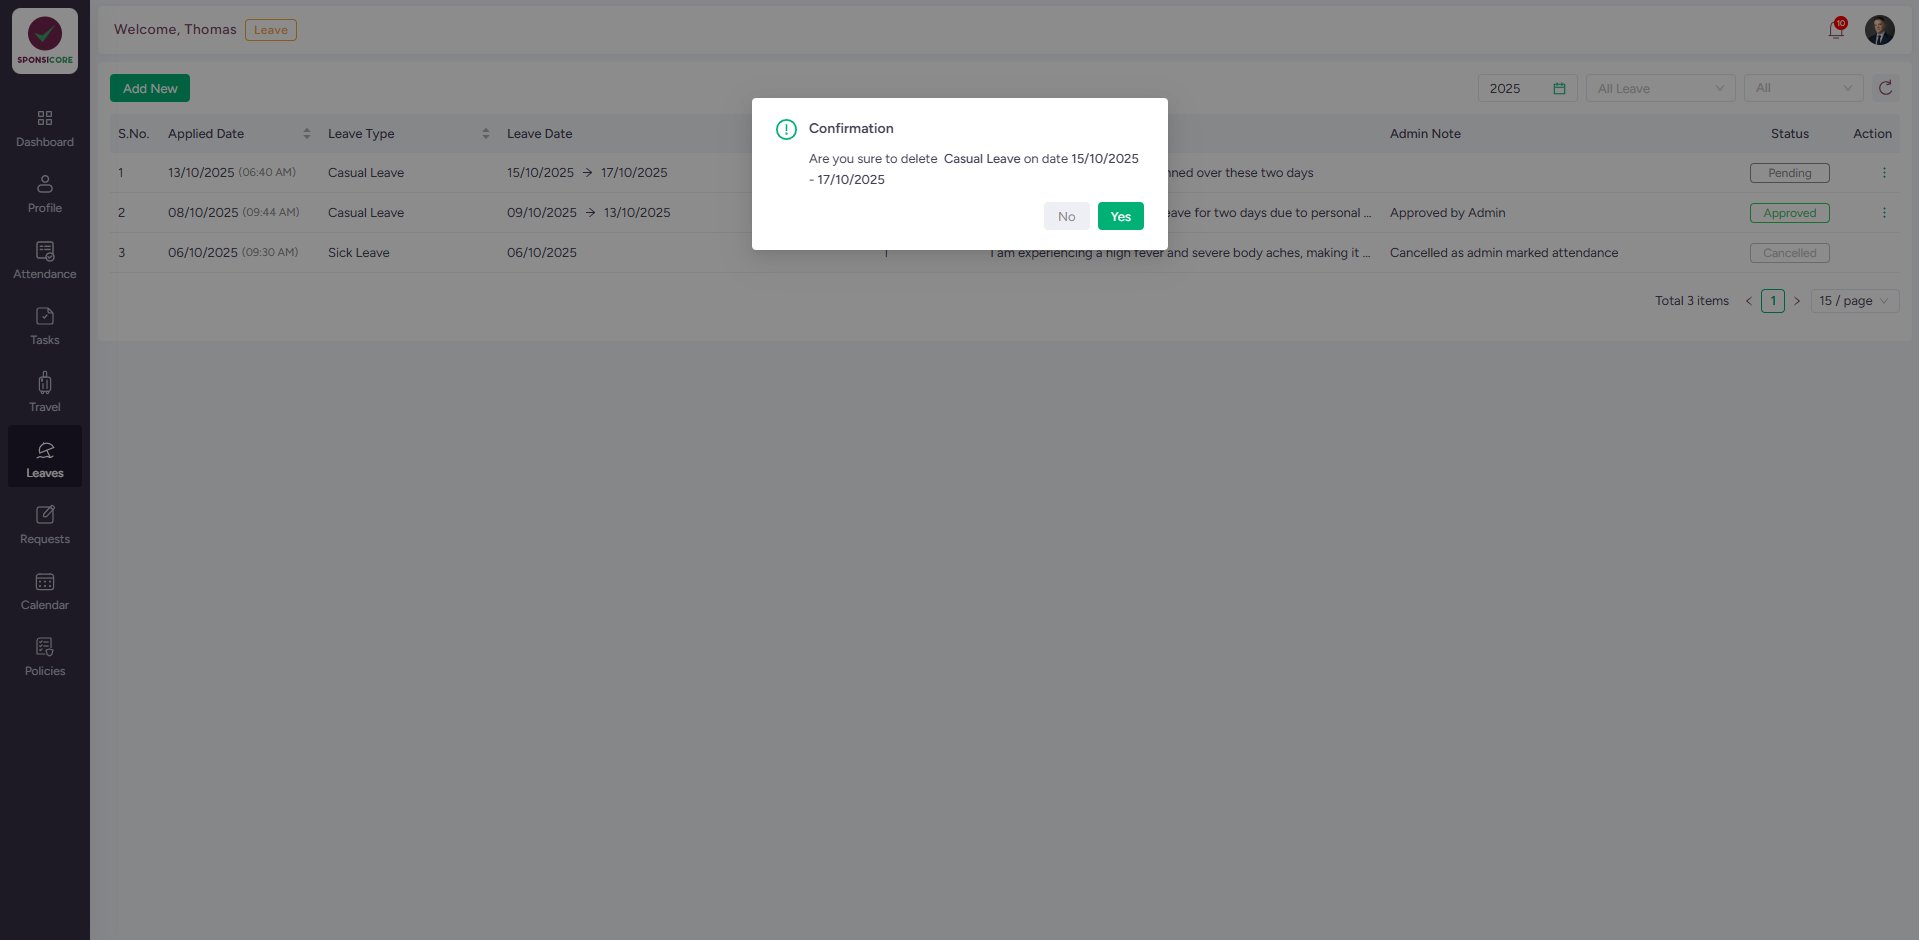 SPONSICORE
Welcome, Thomas Leave 10
Dashboard
Profile
Attendance
Tasks
Travel
Leaves
Requests
Calendar
Policies
Add New 2025 All Leave All
Confirmation
Are you sure to delete Casual Leave on date 15/10/2025
- 17/10/2025
No Yes
S.No. Applied Date Leave Type Leave Date Admin Note Status Action
1 13/10/2025 (06:40 AM) Casual Leave 15/10/2025 → 17/10/2025 over these two days Pending
2 08/10/2025 (09:44 AM) Casual Leave 09/10/2025 → 13/10/2025 for two days due to personal ... Approved by Admin Approved
3 06/10/2025 (09:30 AM) Sick Leave 06/10/2025 1 I am experiencing a high fever and severe body aches, making it ... Cancelled as admin marked attendance Cancelled
Total 3 items < 1 > 15 / page